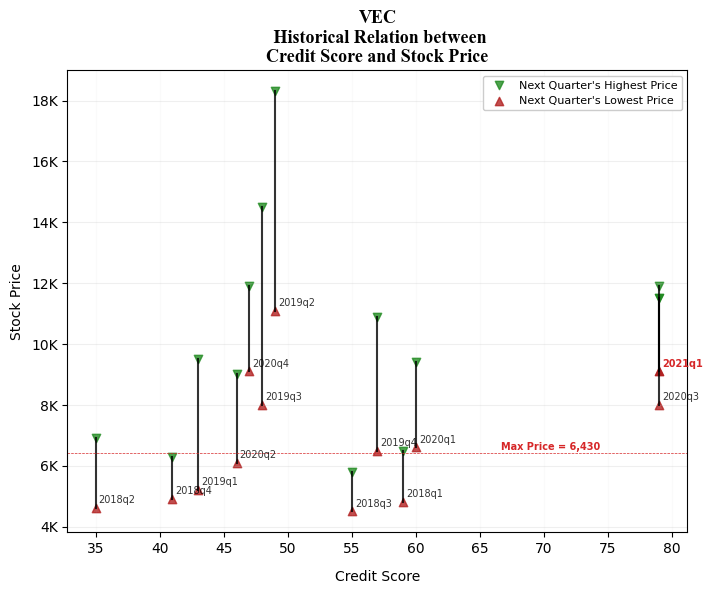 VEC
Historical Relation between
Credit Score and Stock Price
Next Quarter's Highest Price
Next Quarter's Lowest Price
18K
16K
14K
12K
10K
8K
6K
4K
Stock Price
2019q2
2020q4
2021q1
2019q3
2020q3
2019q4
2020q1
Max Price = 6,430
2020q2
2019q1
2018q4
2018q1
2018q2
2018q3
35 40 45 50 55 60 65 70 75 80
Credit Score